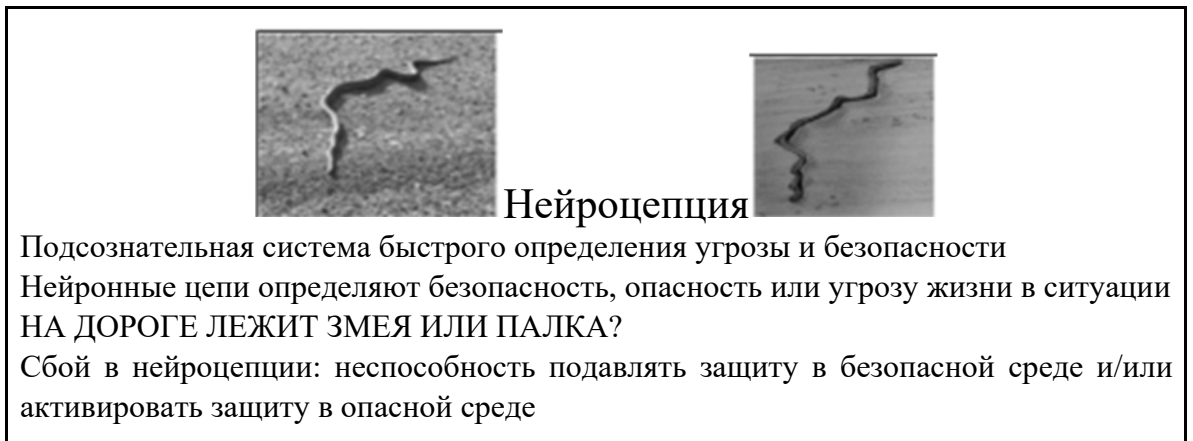 Нейроцепция
Подсознательная система быстрого определения угрозы и безопасности
Нейронные цепи определяют безопасность, опасность или угрозу жизни в ситуации
НА ДОРОГЕ ЛЕЖИТ ЗМЕЯ ИЛИ ПАЛКА?
Сбой в нейроцепции: неспособность подавлять защиту в безопасной среде и/или
активировать защиту в опасной среде